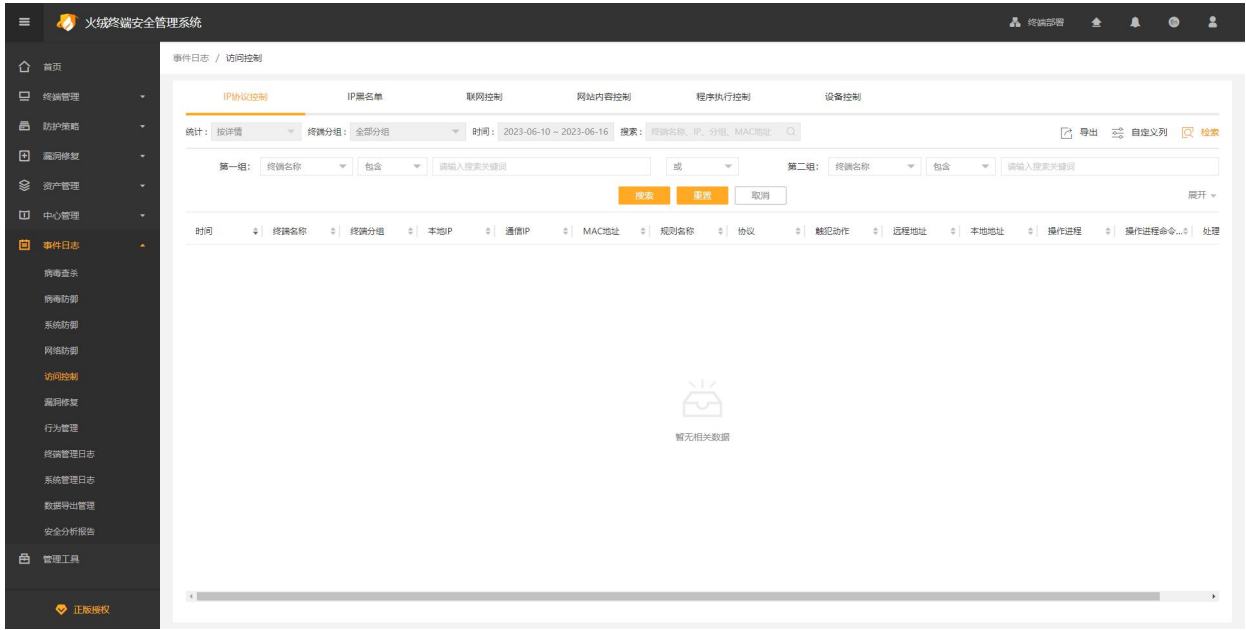 火绒终端安全管理系统
终端部署
首页
终端管理
防护策略
漏洞修复
资产管理
中心管理
事件日志
病毒查杀
病毒防御
系统防御
网络防御
访问控制
漏洞修复
行为管理
终端管理日志
系统管理日志
数据导出管理
安全分析报告
管理工具
正版授权
事件日志 / 访问控制
IP协议控制 IP黑名单 联网控制 网站内容控制 程序执行控制 设备控制
统计: 按详情 终端分组: 全部分组 时间: 2023-06-10 ~ 2023-06-16 搜索: 终端名称、IP、分组、MAC地址 导出 自定义列 检索
第一组: 终端名称 包含 请输入搜索关键词 或 第二组: 终端名称 包含 请输入搜索关键词
搜索 重置 取消 展开
时间 终端名称 终端分组 本地IP 通信IP MAC地址 规则名称 协议 触犯动作 远程地址 本地地址 操作进程 操作进程命令... 处理
暂无相关数据